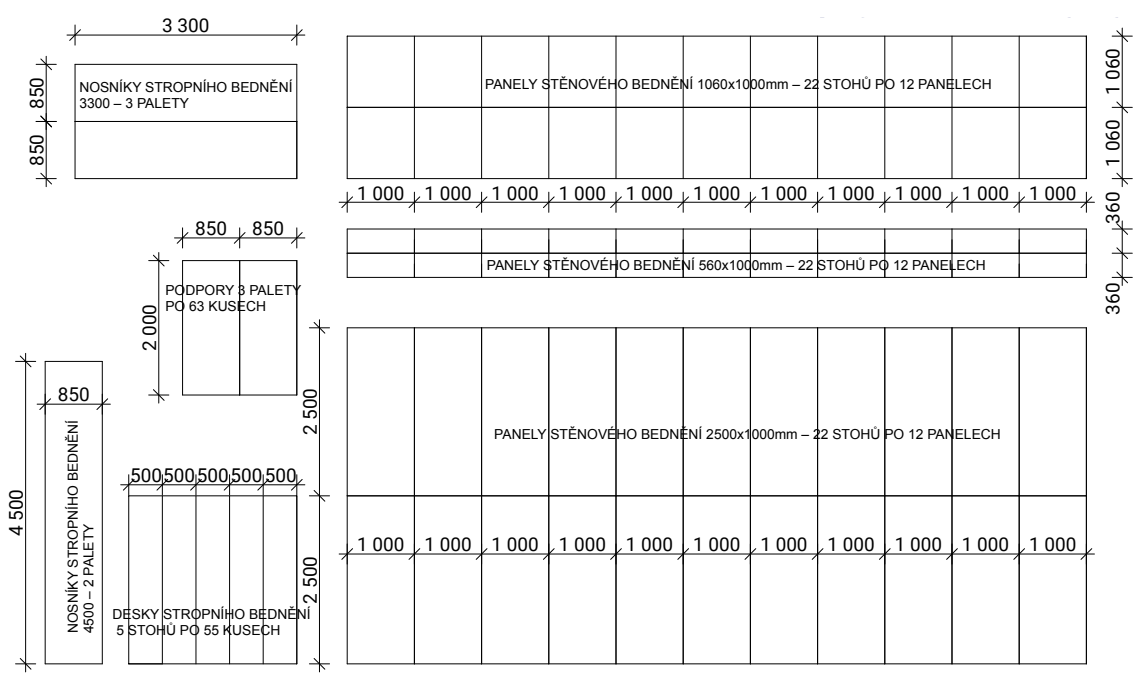 3 300
850
850
NOSNÍKY STROPNÍHO BEDNĚNÍ
3300 – 3 PALETY
PANELY STĚNOVÉHO BEDNĚNÍ 1060x1000mm – 22 STOHŮ PO 12 PANELECH
1 060
1 060
1 000 1 000 1 000 1 000 1 000 1 000 1 000 1 000 1 000 1 000 1 000
360
360
PANELY STĚNOVÉHO BEDNĚNÍ 560x1000mm – 22 STOHŮ PO 12 PANELECH
850 850
2 000
PODPORY 3 PALETY
PO 63 KUSECH
4 500
850
NOSNÍKY STROPNÍHO BEDNĚNÍ
4500 – 2 PALETY
500 500 500 500 500
DESKY STROPNÍHO BEDNĚNÍ
5 STOHŮ PO 55 KUSECH
2 500
2 500
PANELY STĚNOVÉHO BEDNĚNÍ 2500x1000mm – 22 STOHŮ PO 12 PANELECH
1 000 1 000 1 000 1 000 1 000 1 000 1 000 1 000 1 000 1 000 1 000